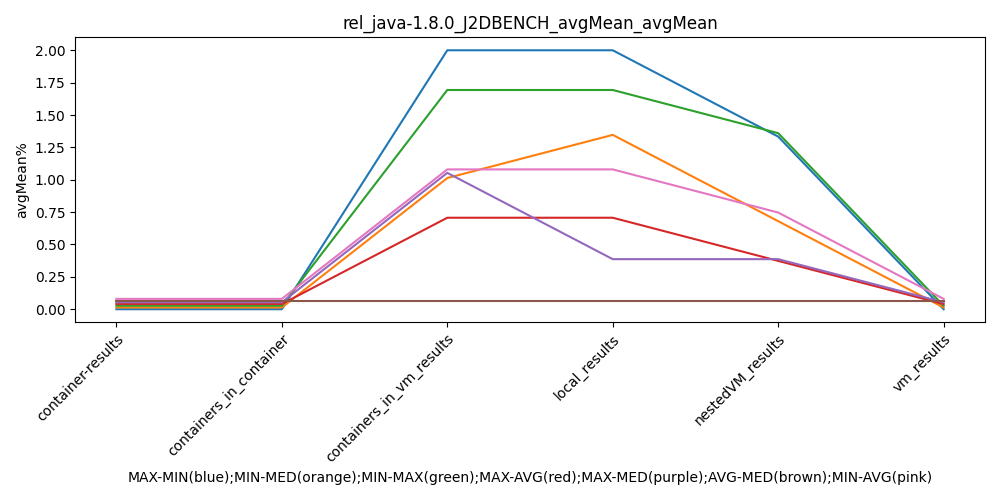 rel_java-1.8.0_J2DBENCH_avgMean_avgMean
avgMean%
2.00
1.75
1.50
1.25
1.00
0.75
0.50
0.25
0.00
container-results
containers_in_container
containers_in_vm_results
local_results
nestedVM_results
vm_results
MAX-MIN(blue);MIN-MED(orange);MIN-MAX(green);MAX-AVG(red);MAX-MED(purple);AVG-MED(brown);MIN-AVG(pink)